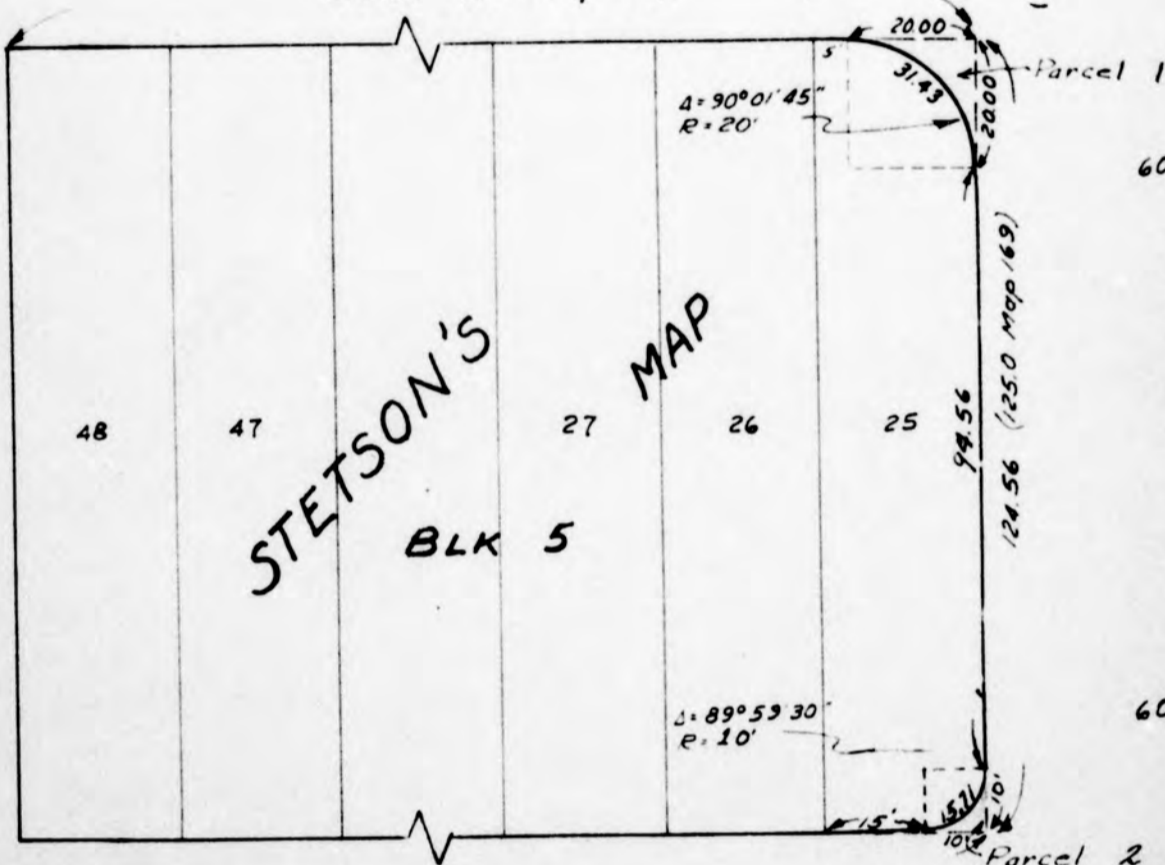 20.00
5
31.43
Parcel 1
20.00
Δ= 90°01'45"
R=20'
60
124.56 (125.0 Map 169)
STETSON'S
MAP
48
47
27
26
25
94.56
BLK 5
Δ= 89°59'30"
R=10'
60
15.71
10'
15'
10'
Parcel 2